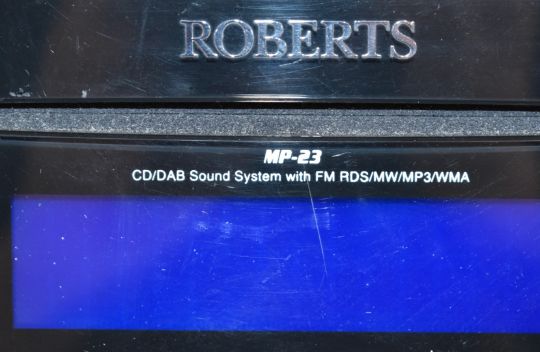 ROBERTS
MP-23
CD/DAB Sound System with FM RDS/MW/MP3/WMA